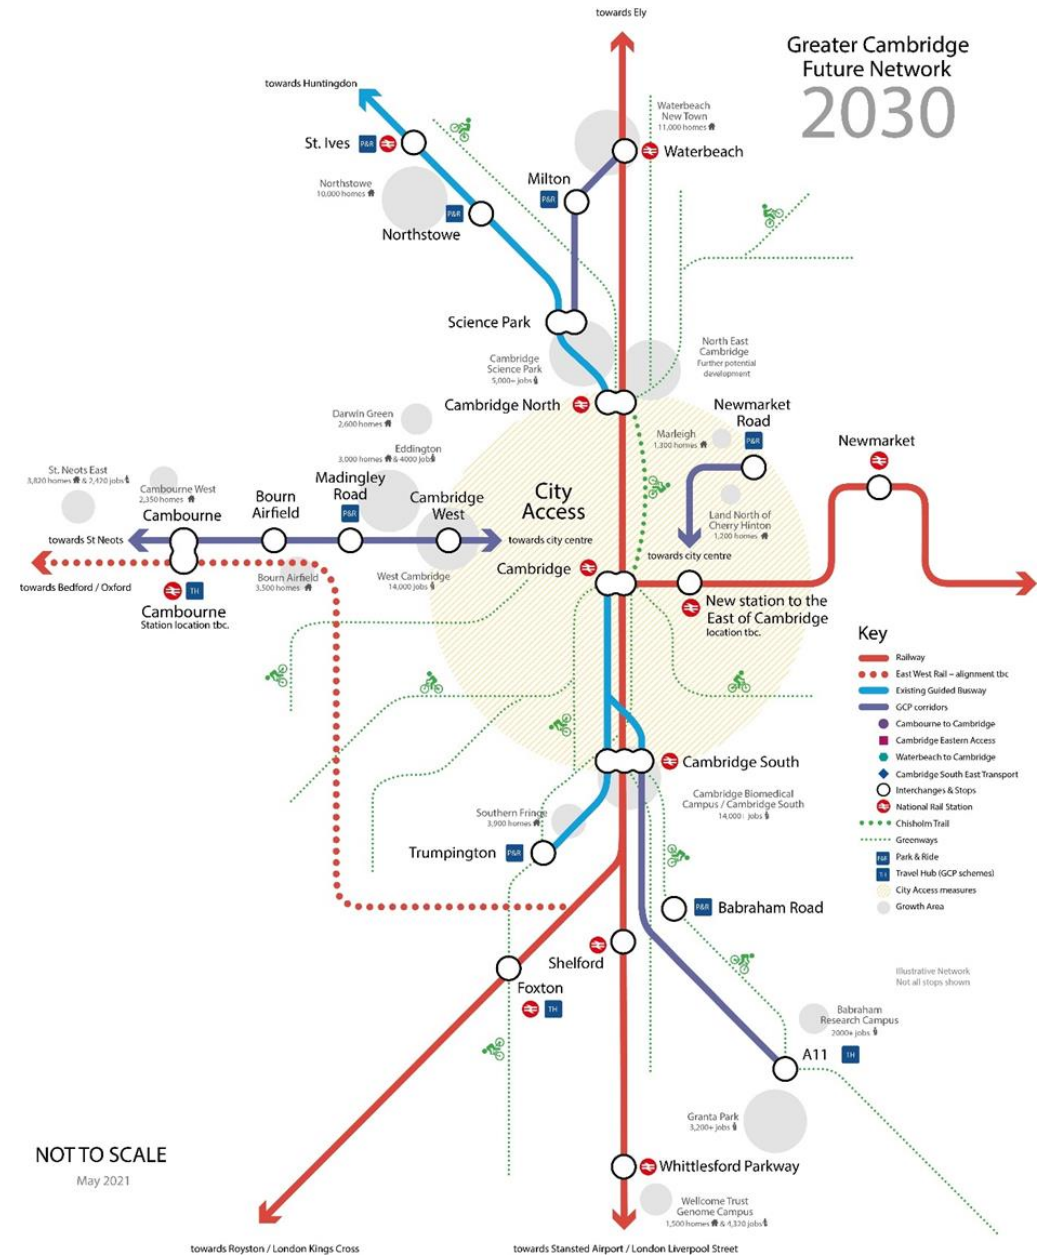 towards Ely
Greater Cambridge
Future Network
2030
towards Huntingdon
Waterbeach
New Town
11,000 homes
St. Ives
P&R
Waterbeach
Milton
P&R
Northstowe
10,000 homes
P&R
Northstowe
Science Park
Cambridge
Science Park
5,000+ jobs
North East
Cambridge
Further potential
development
Cambridge North
Newmarket
Road
P&R
Darwin Green
2,600 homes
Marleigh
1,300 homes
Newmarket
Eddington
3,000 homes & 4000 jobs
St. Neots East
3,820 homes & 2,420 jobs
Cambourne West
2,350 homes
Cambourne
Bourn
Airfield
Madingley
Road
P&R
Cambridge
West
City
Access
Land North of
Cherry Hinton
1,200 homes
towards St Neots
towards city centre
towards city centre
Cambridge
towards Bedford / Oxford
Bourn Airfield
3,500 homes
West Cambridge
14,000 jobs
TH
Cambourne
Station location tbc.
New station to the
East of Cambridge
location tbc.
Key
Railway
East West Rail – alignment tbc
Existing Guided Busway
GCP corridors
Cambourne to Cambridge
Cambridge Eastern Access
Waterbeach to Cambridge
Cambridge South East Transport
Interchanges & Stops
National Rail Station
Chisholm Trail
Greenways
P&R
Park & Ride
TH
Travel Hub (GCP schemes)
City Access measures
Growth Area
Cambridge South
Cambridge Biomedical
Campus / Cambridge South
14,000 jobs
Southern Fringe
3,900 homes
Trumpington
P&R
P&R
Babraham Road
Shelford
Foxton
TH
Illustrative Network
Not all stops shown
Babraham
Research Campus
2000+ jobs
A11
TH
Granta Park
3,200+ jobs
NOT TO SCALE
May 2021
Whittlesford Parkway
Wellcome Trust
Genome Campus
1,500 homes & 4,320 jobs
towards Royston / London Kings Cross
towards Stansted Airport / London Liverpool Street